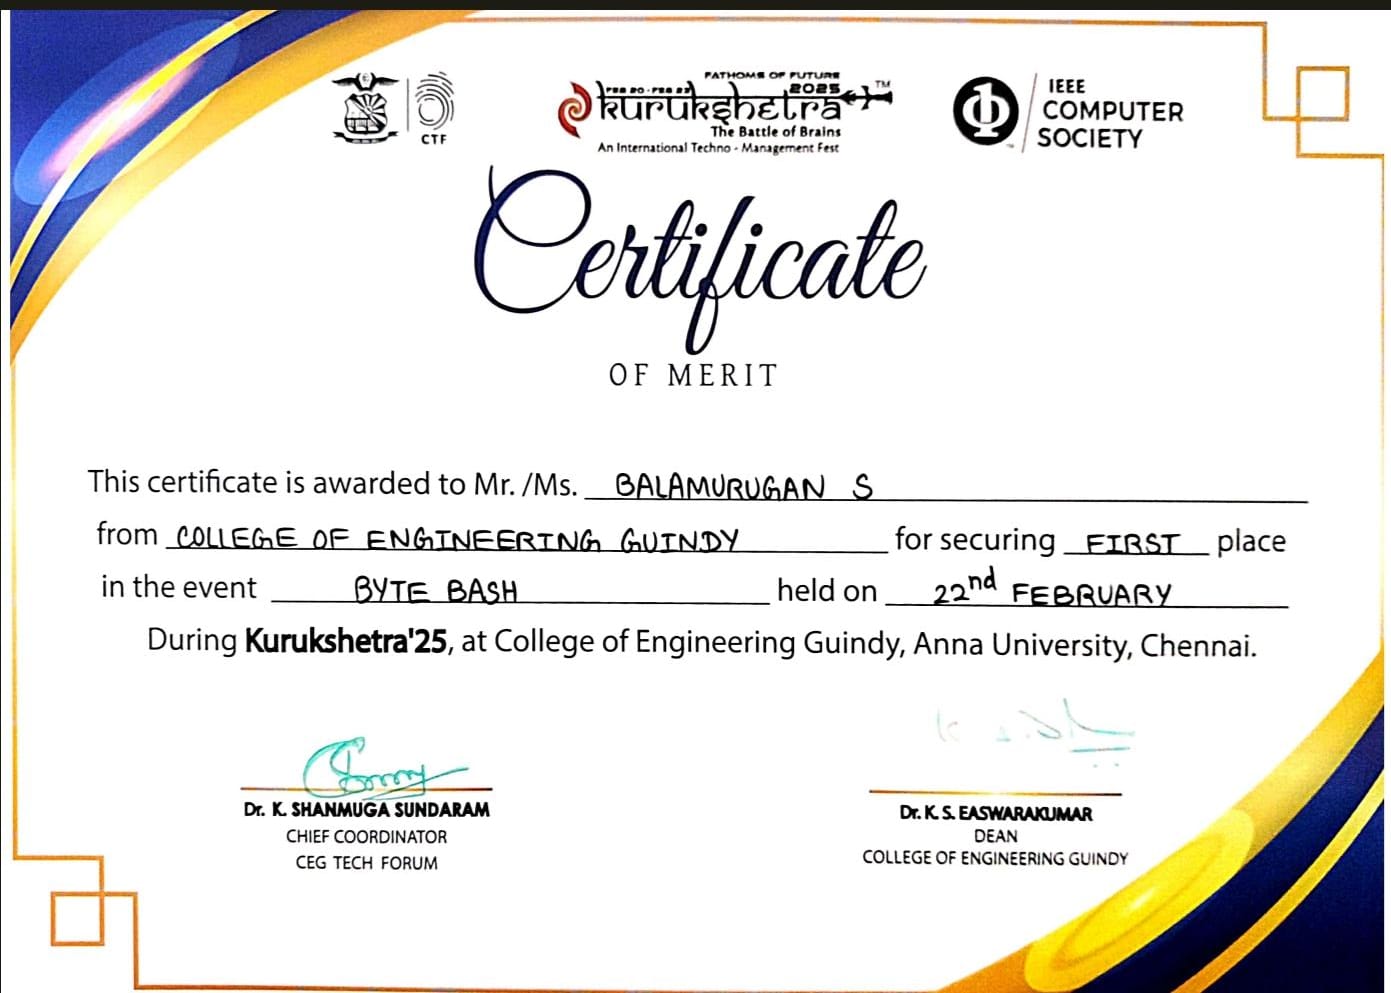 CTF
FATHOMS OF FUTURE
FEB 20 - FEB 22 2025
kurukshetra TM
The Battle of Brains
An International Techno - Management Fest
IEEE
COMPUTER
SOCIETY
Certificate
OF MERIT
This certificate is awarded to Mr. /Ms. BALAMURUGAN S
from COLLEGE OF ENGINEERING GUINDY for securing FIRST place
in the event BYTE BASH held on 22nd FEBRUARY
During Kurukshetra'25, at College of Engineering Guindy, Anna University, Chennai.
Dr. K. SHANMUGA SUNDARAM
CHIEF COORDINATOR
CEG TECH FORUM
Dr. K. S. EASWARAKUMAR
DEAN
COLLEGE OF ENGINEERING GUINDY